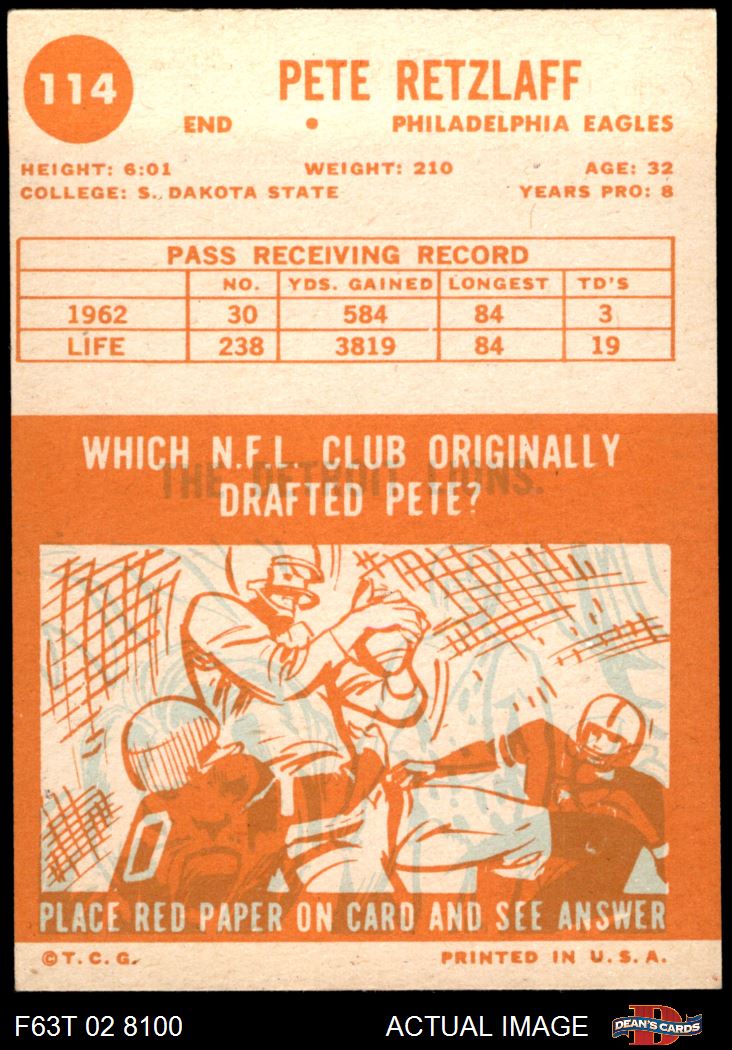 114
PETE RETZLAFF
END • PHILADELPHIA EAGLES
HEIGHT: 6:01 WEIGHT: 210 AGE: 32
COLLEGE: S. DAKOTA STATE YEARS PRO: 8
PASS RECEIVING RECORD
NO. YDS. GAINED LONGEST TD'S
1962 30 584 84 3
LIFE 238 3819 84 19
WHICH N.F.L. CLUB ORIGINALLY
THE DETROIT LIONS.
DRAFTED PETE?
PLACE RED PAPER ON CARD AND SEE ANSWER
©T.C.G. PRINTED IN U.S.A.
F63T 02 8100 ACTUAL IMAGE DEAN'S CARDS